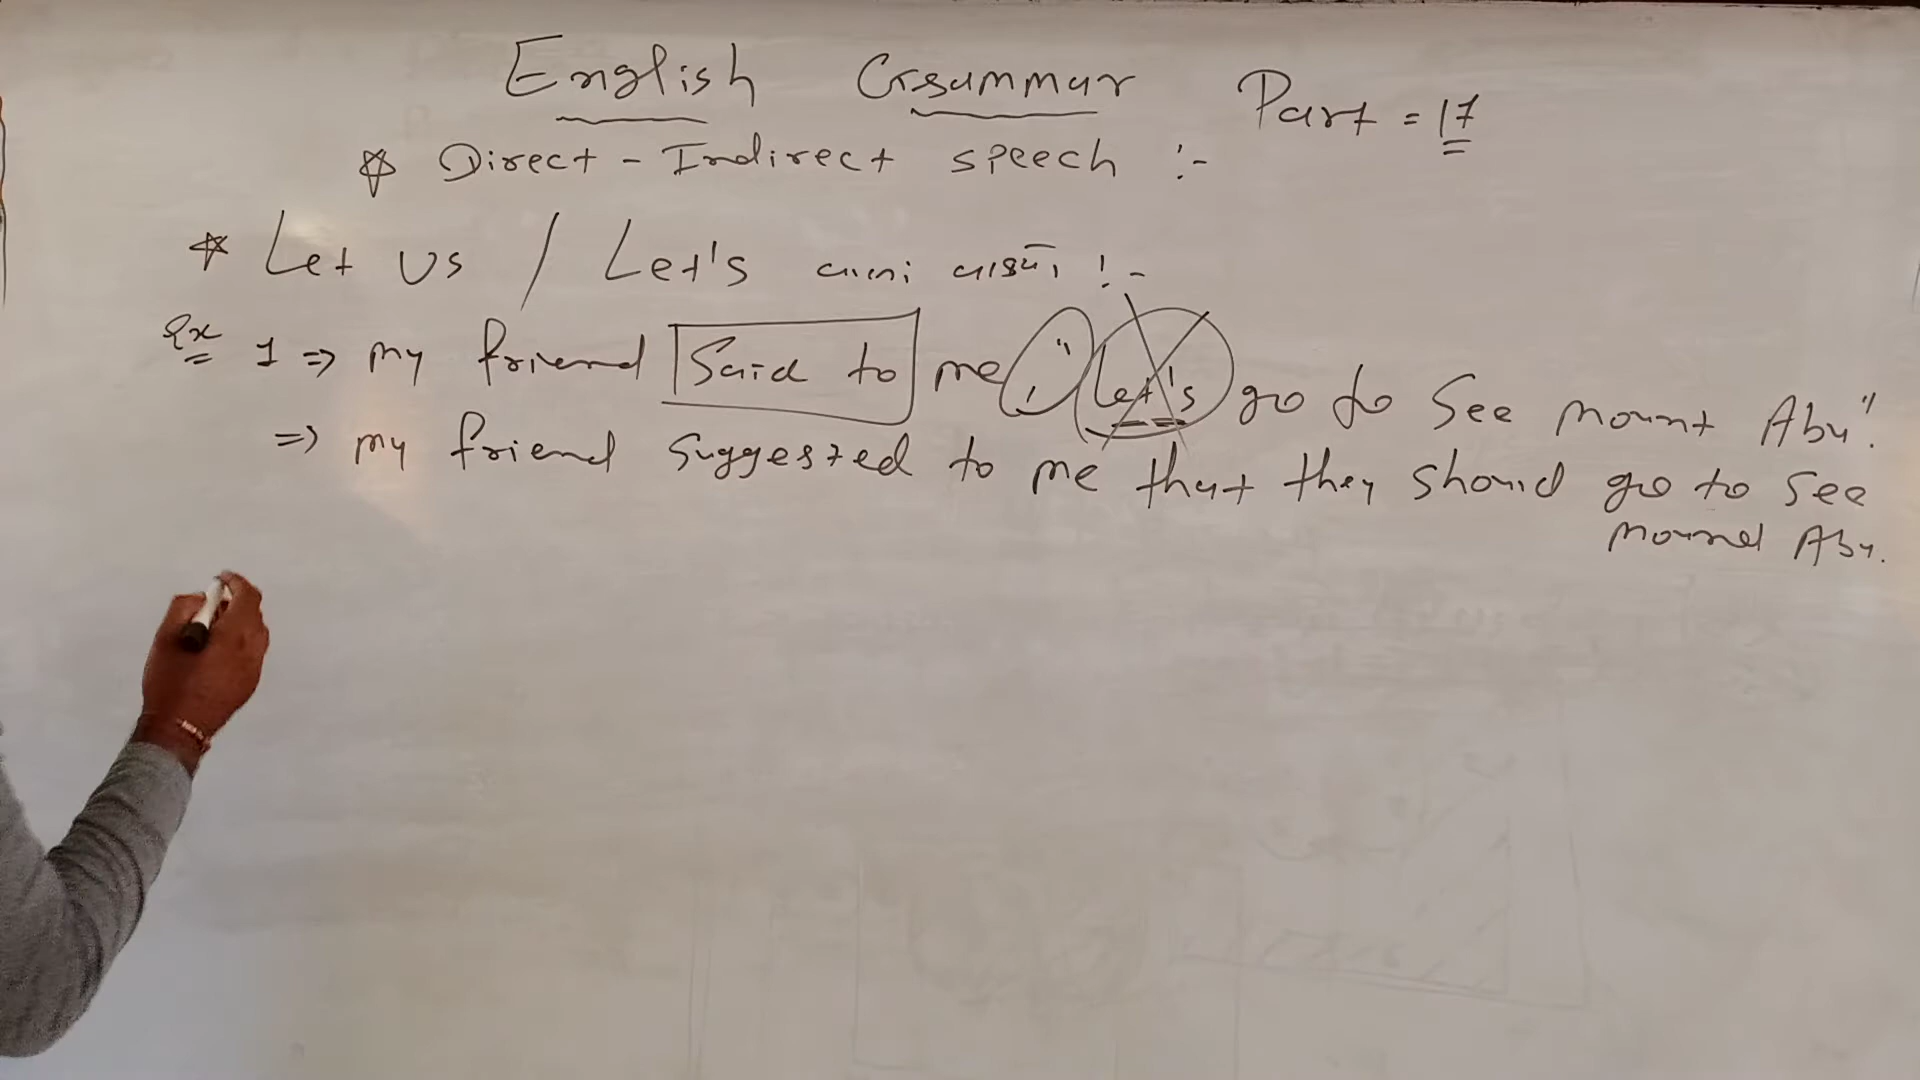 English Grammar Part = 17
* Direct - Indirect speech :-
* Let us / Let's વાળાં વાક્યો :-
Ex 1 ⇒ my friend Said to me, "Let's go to See mount Abu".
⇒ my friend suggested to me that they should go to see
mount Abu.